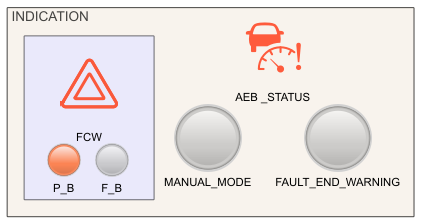 INDICATION
AEB _STATUS
FCW
P_B
F_B
MANUAL_MODE
FAULT_END_WARNING